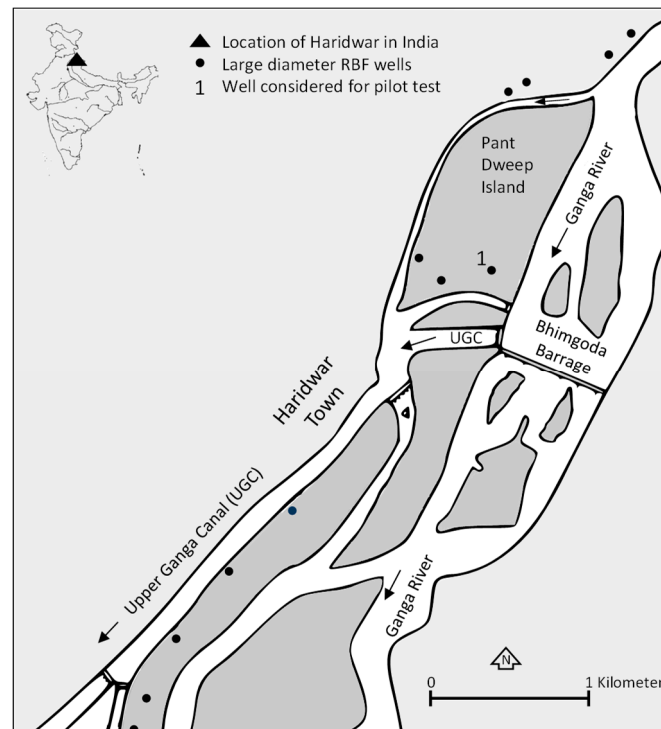 Location of Haridwar in India
Large diameter RBF wells
1 Well considered for pilot test
Pant
Dweep
Island
Ganga River
1
UGC
Bhimgoda
Barrage
Haridwar
Town
Upper Ganga Canal (UGC)
Ganga River
N
0 1 Kilometer